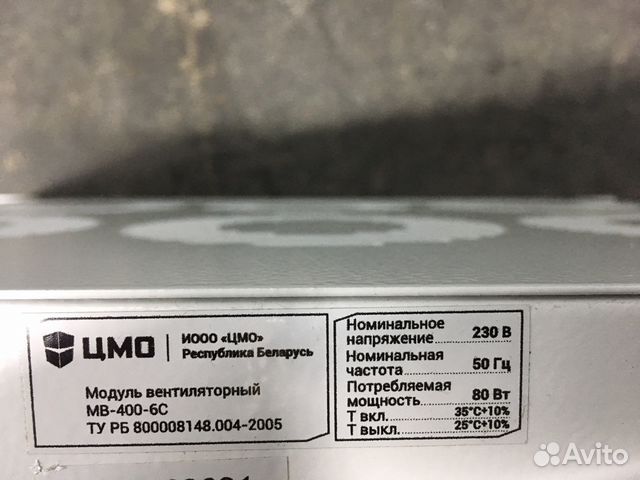 ЦМО
ИООО «ЦМО»
Республика Беларусь
Модуль вентиляторный
МВ-400-6С
ТУ РБ 800008148.004-2005
Номинальное
напряжение 230 В
Номинальная
частота 50 Гц
Потребляемая
мощность 80 Вт
Т вкл. 35°С±10%
Т выкл. 25°С±10%
Avito